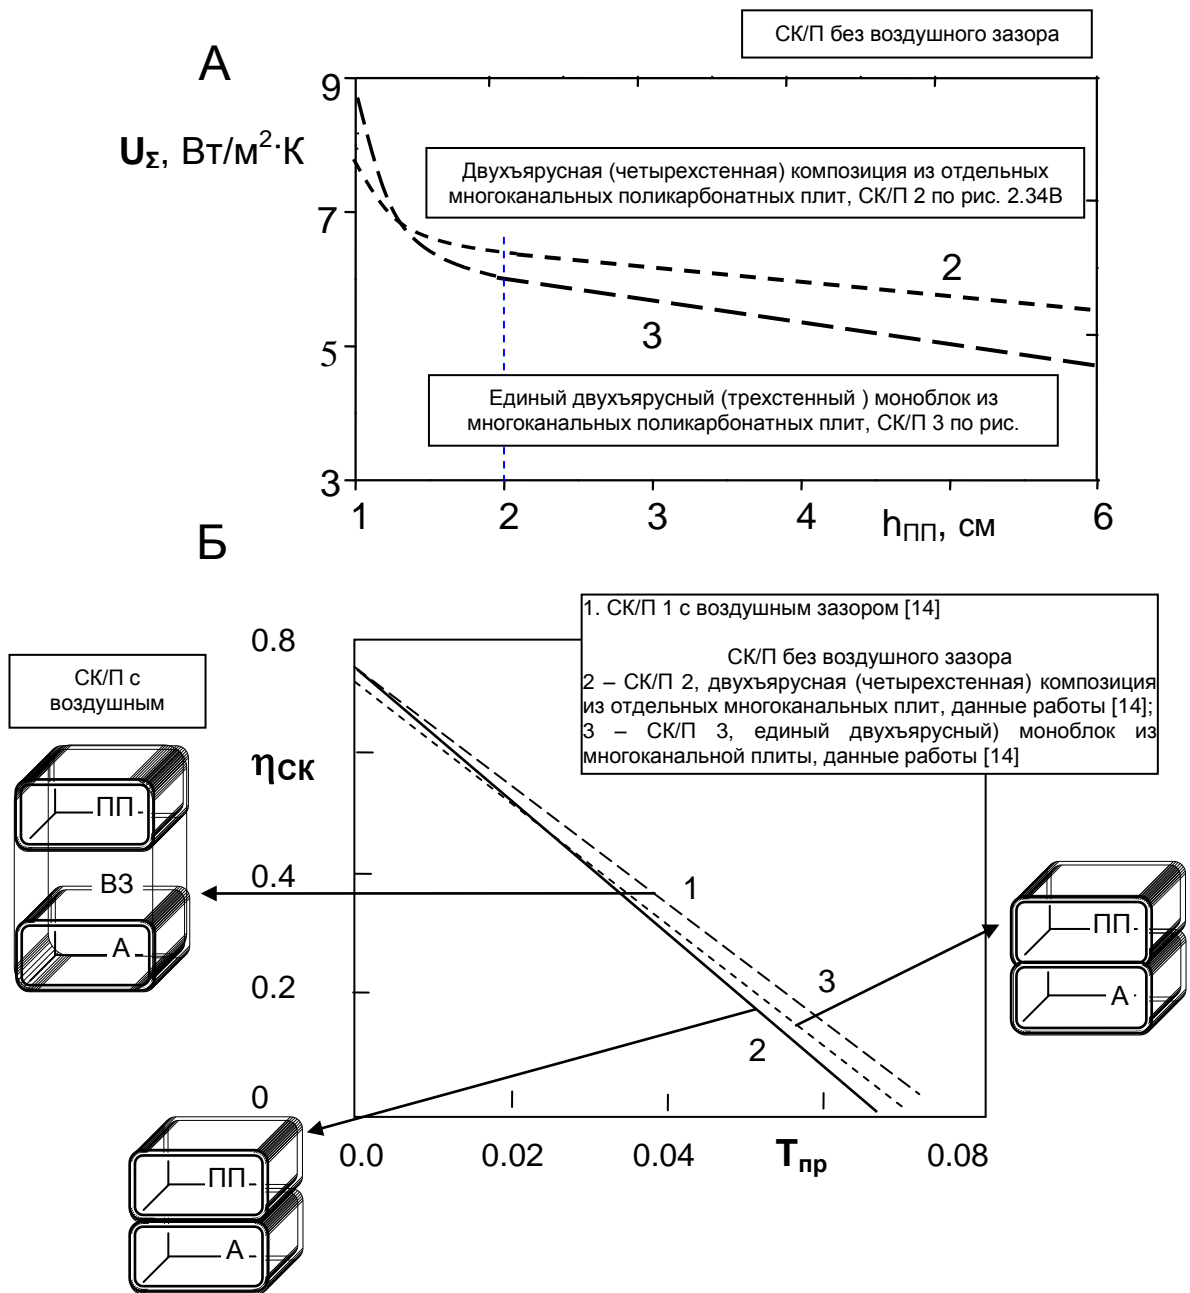 СК/П без воздушного зазора
А
9
U_Σ, Вт/м²·К
Двухъярусная (четырехстенная) композиция из отдельных
многоканальных поликарбонатных плит, СК/П 2 по рис. 2.34В
7
2
3
5
Единый двухъярусный (трехстенный ) моноблок из
многоканальных поликарбонатных плит, СК/П 3 по рис.
3
1 2 3 4 h_ПП, см 6
Б
1. СК/П 1 с воздушным зазором [14]
СК/П без воздушного зазора
2 – СК/П 2, двухъярусная (четырехстенная) композиция
из отдельных многоканальных плит, данные работы [14];
3 – СК/П 3, единый двухъярусный) моноблок из
многоканальной плиты, данные работы [14]
0.8
СК/П с
воздушным
ηск
ПП
ВЗ
А
0.4
1
ПП
А
3
0.2
2
0
0.0 0.02 0.04 Т_пр 0.08
ПП
А